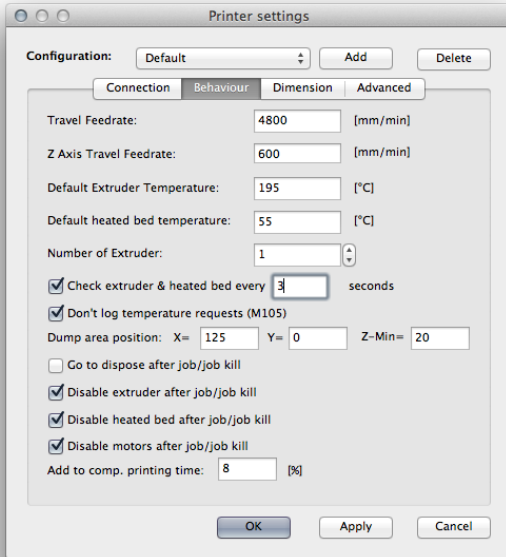 Printer settings
Configuration: Default Add Delete
Connection Behaviour Dimension Advanced
Travel Feedrate: 4800 [mm/min]
Z Axis Travel Feedrate: 600 [mm/min]
Default Extruder Temperature: 195 [°C]
Default heated bed temperature: 55 [°C]
Number of Extruder: 1
Check extruder & heated bed every 3 seconds
Don't log temperature requests (M105)
Dump area position: X= 125 Y= 0 Z-Min= 20
Go to dispose after job/job kill
Disable extruder after job/job kill
Disable heated bed after job/job kill
Disable motors after job/job kill
Add to comp. printing time: 8 [%]
OK Apply Cancel